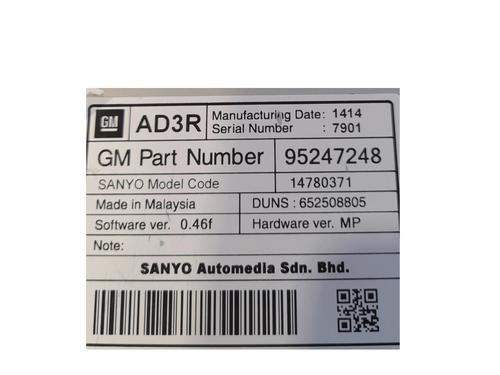 GM AD3R Manufacturing Date: 1414
Serial Number : 7901
GM Part Number 95247248
SANYO Model Code 14780371
Made in Malaysia DUNS : 652508805
Software ver. 0.46f Hardware ver. MP
Note:
SANYO Automedia Sdn. Bhd.